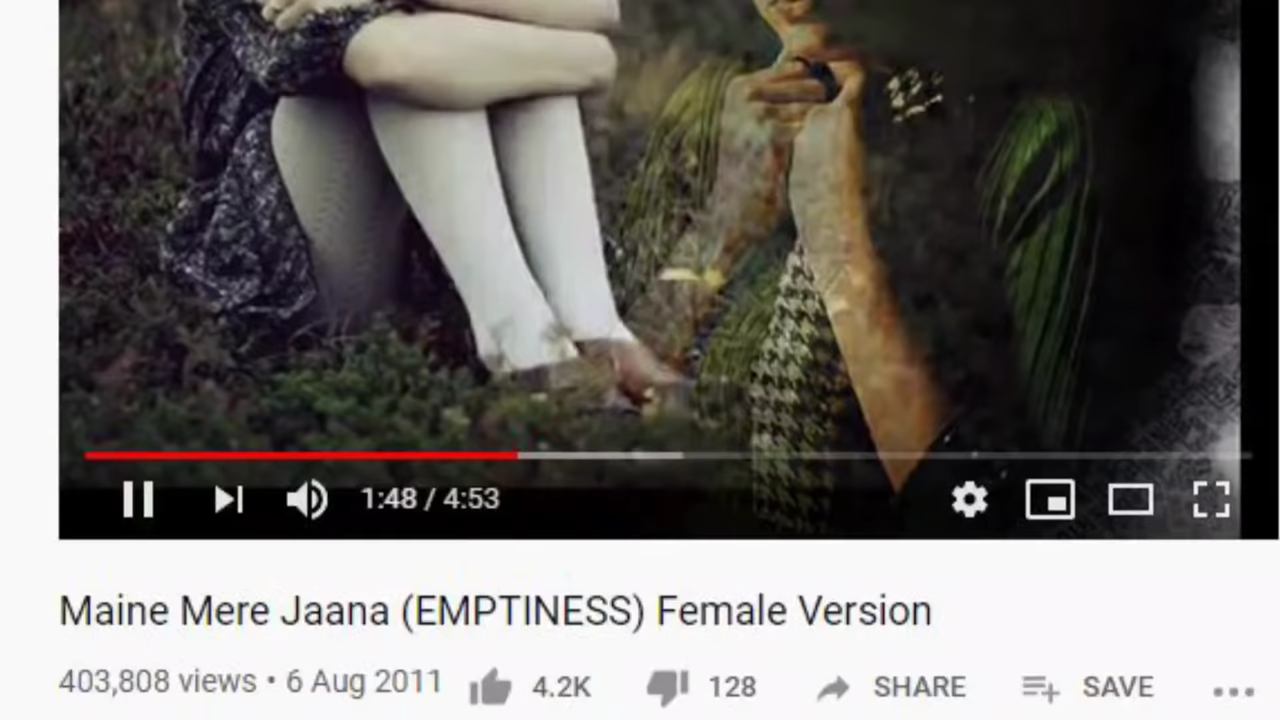 1:48 / 4:53
Maine Mere Jaana (EMPTINESS) Female Version
403,808 views • 6 Aug 2011 4.2K 128 SHARE SAVE